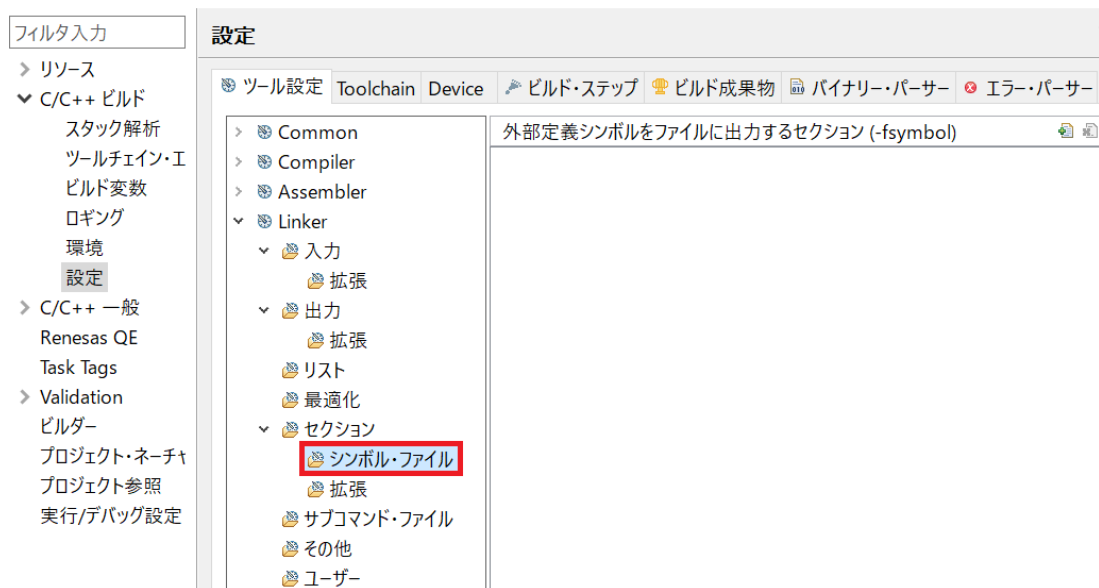 フィルタ入力
リソース
C/C++ ビルド
スタック解析
ツールチェイン・エ
ビルド変数
ロギング
環境
設定
C/C++ 一般
Renesas QE
Task Tags
Validation
ビルダー
プロジェクト・ネーチャ
プロジェクト参照
実行/デバッグ設定
設定
ツール設定 Toolchain Device ビルド・ステップ ビルド成果物 バイナリー・パーサー エラー・パーサー
Common
Compiler
Assembler
Linker
入力
拡張
出力
拡張
リスト
最適化
セクション
シンボル・ファイル
拡張
サブコマンド・ファイル
その他
ユーザー
外部定義シンボルをファイルに出力するセクション (-fsymbol)